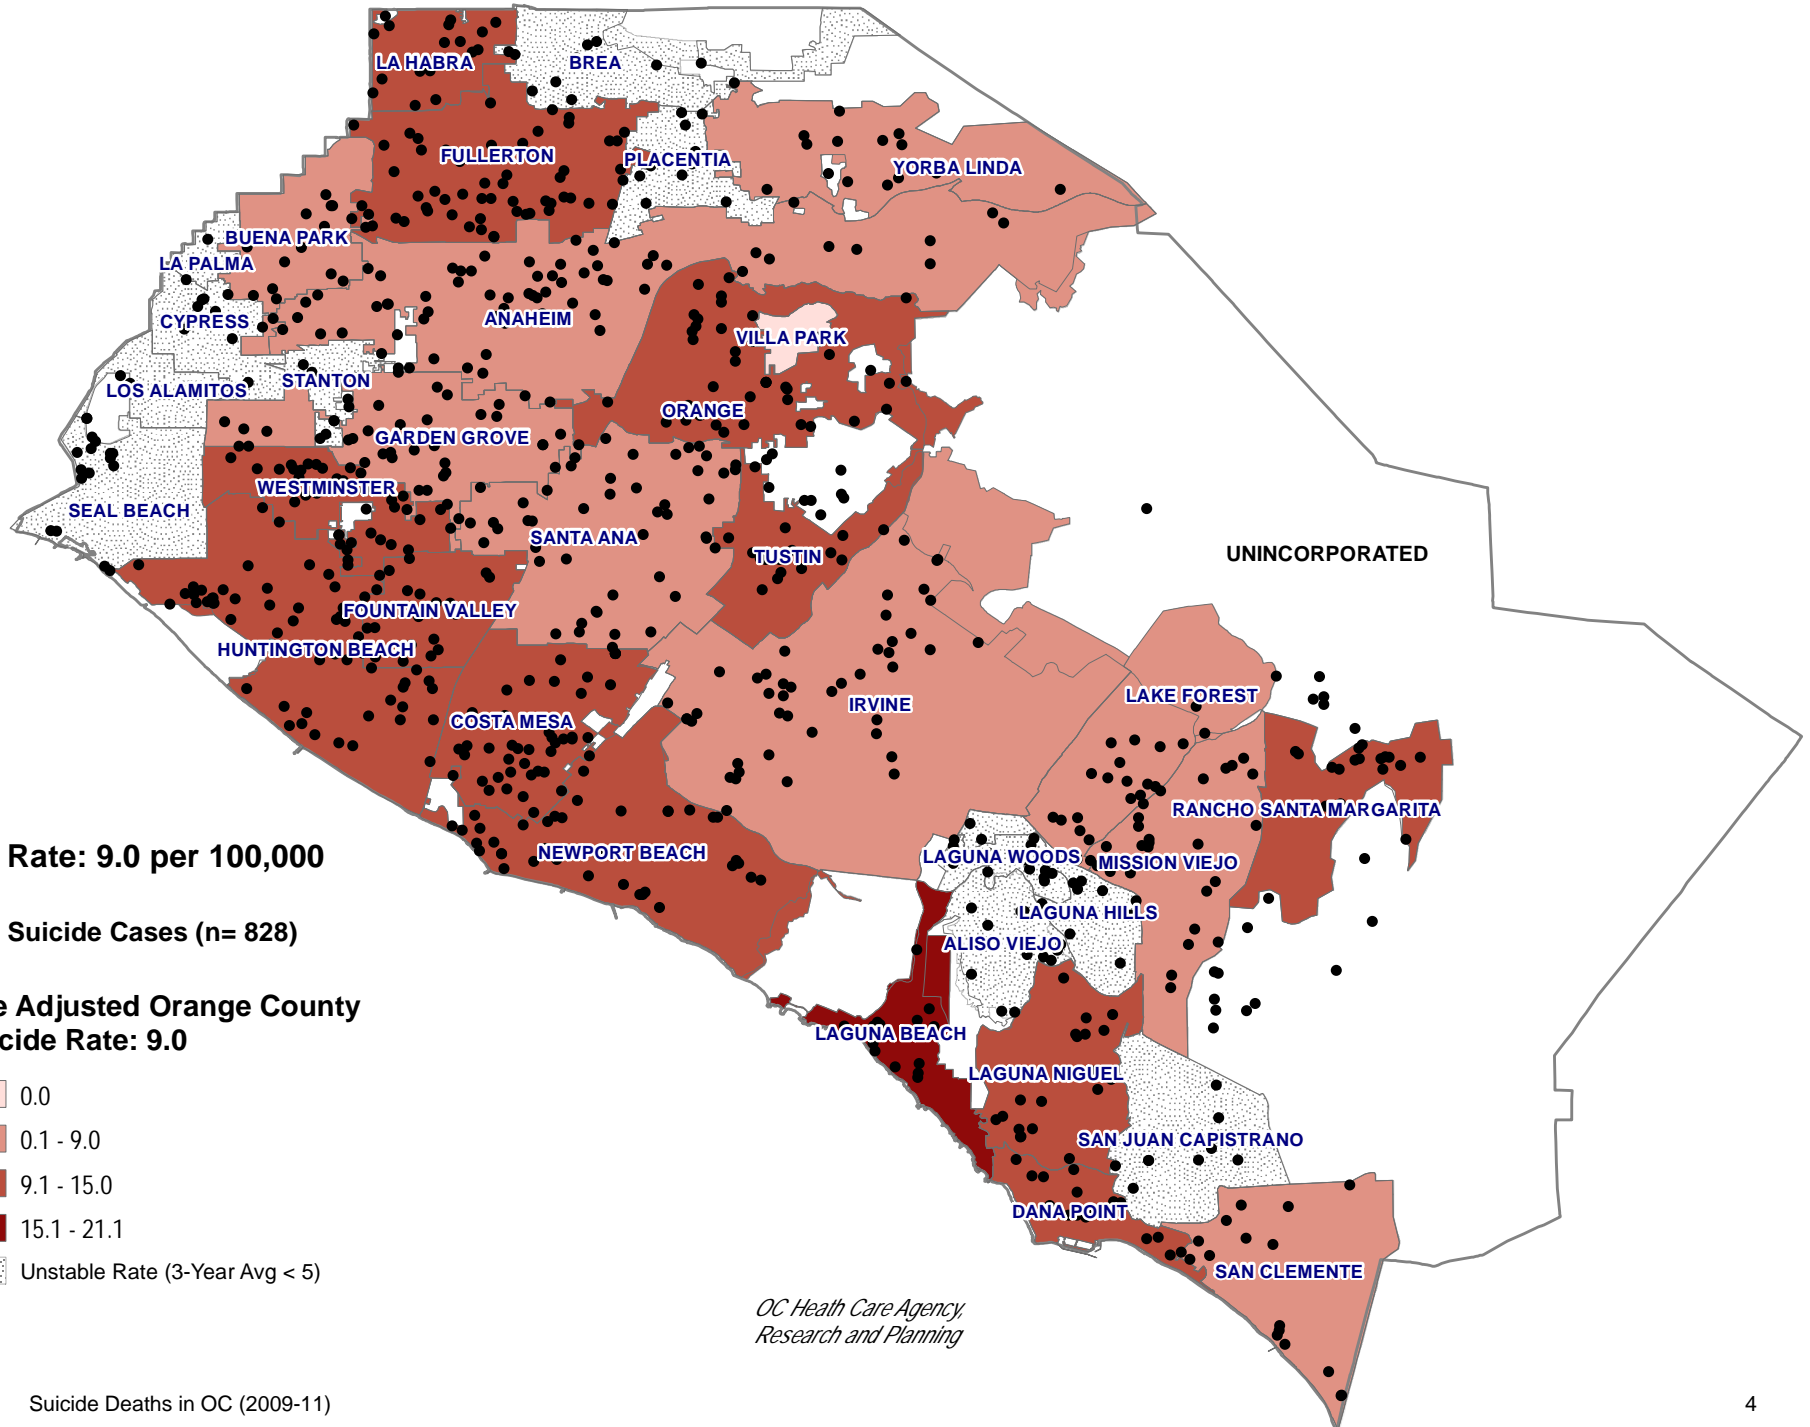 LA HABRA
BREA
FULLERTON
PLACENTIA
YORBA LINDA
BUENA PARK
LA PALMA
CYPRESS
ANAHEIM
VILLA PARK
LOS ALAMITOS
STANTON
ORANGE
GARDEN GROVE
WESTMINSTER
SEAL BEACH
SANTA ANA
TUSTIN
UNINCORPORATED
FOUNTAIN VALLEY
HUNTINGTON BEACH
LAKE FOREST
IRVINE
COSTA MESA
RANCHO SANTA MARGARITA
NEWPORT BEACH
LAGUNA WOODS
MISSION VIEJO
LAGUNA HILLS
ALISO VIEJO
LAGUNA BEACH
LAGUNA NIGUEL
SAN JUAN CAPISTRANO
DANA POINT
SAN CLEMENTE
Rate: 9.0 per 100,000
Suicide Cases (n= 828)
e Adjusted Orange County
cide Rate: 9.0
0.0
0.1 - 9.0
9.1 - 15.0
15.1 - 21.1
Unstable Rate (3-Year Avg < 5)
OC Heath Care Agency,
Research and Planning
Suicide Deaths in OC (2009-11)
4